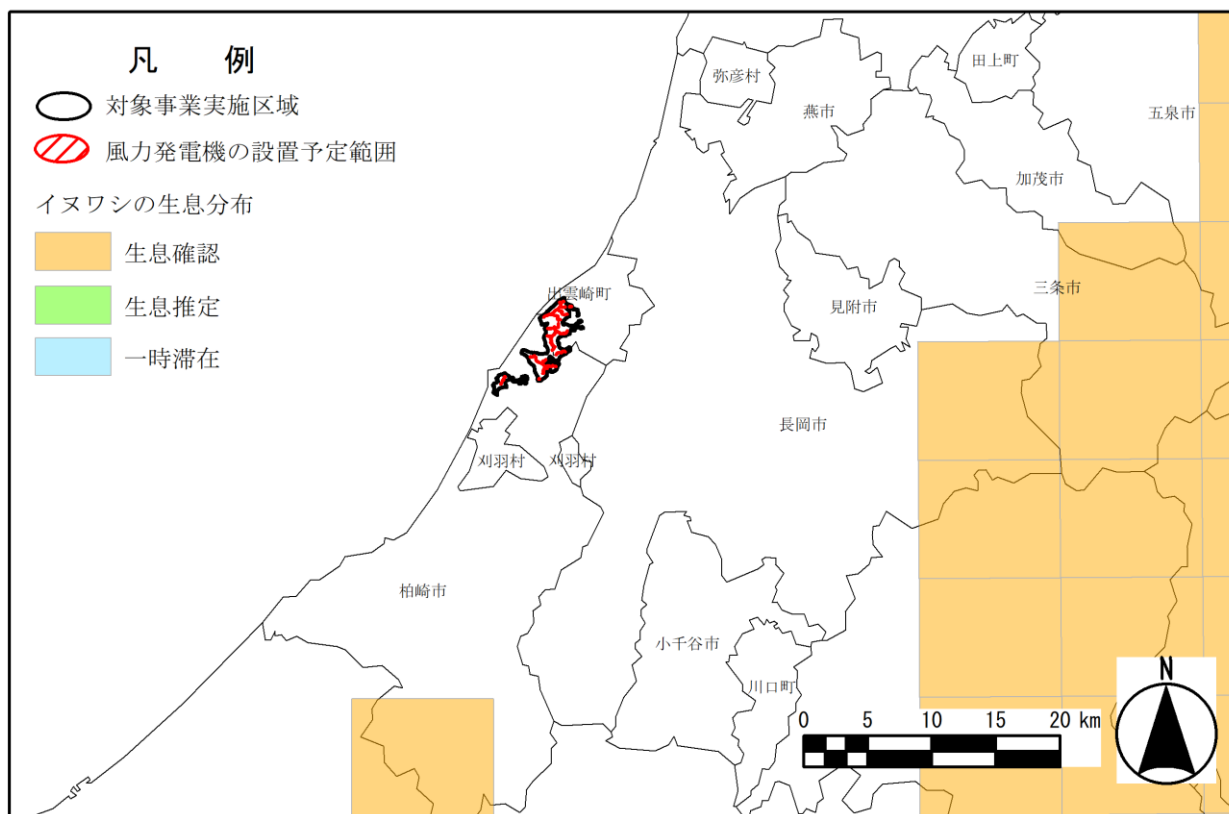 凡　例
対象事業実施区域
風力発電機の設置予定範囲
イヌワシの生息分布
生息確認
生息推定
一時滞在
田上町
弥彦村
燕市
五泉市
加茂市
三条市
出雲崎町
見附市
長岡市
刈羽村
刈羽村
柏崎市
小千谷市
川口町
N
0 5 10 15 20 km